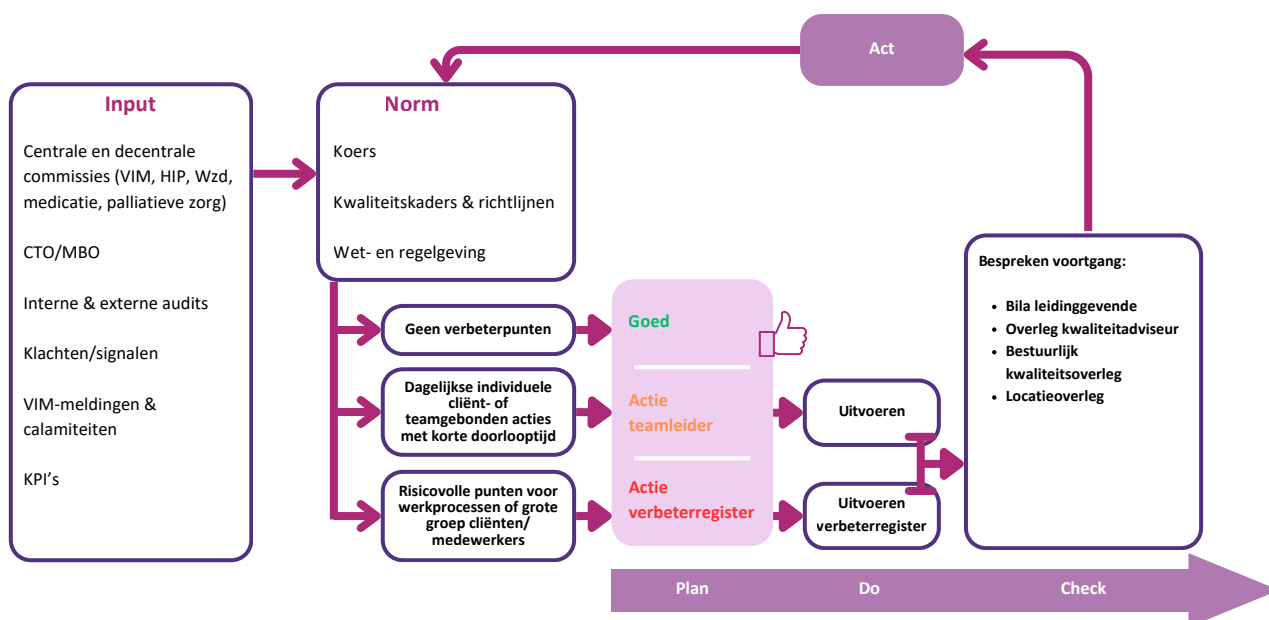 Act
Input
Centrale en decentrale
commissies (VIM, HIP, Wzd,
medicatie, palliatieve zorg)
CTO/MBO
Interne & externe audits
Klachten/signalen
VIM-meldingen &
calamiteiten
KPI's
Norm
Koers
Kwaliteitskaders & richtlijnen
Wet- en regelgeving
Geen verbeterpunten
Dagelijkse individuele
cliënt- of
teamgebonden acties
met korte doorlooptijd
Risicovolle punten voor
werkprocessen of grote
groep cliënten/
medewerkers
Goed
Actie
teamleider
Actie
verbeterregister
Uitvoeren
Uitvoeren
verbeterregister
Bespreken voortgang:
• Bila leidinggevende
• Overleg kwaliteitadviseur
• Bestuurlijk
kwaliteitsoverleg
• Locatieoverleg
Plan
Do
Check